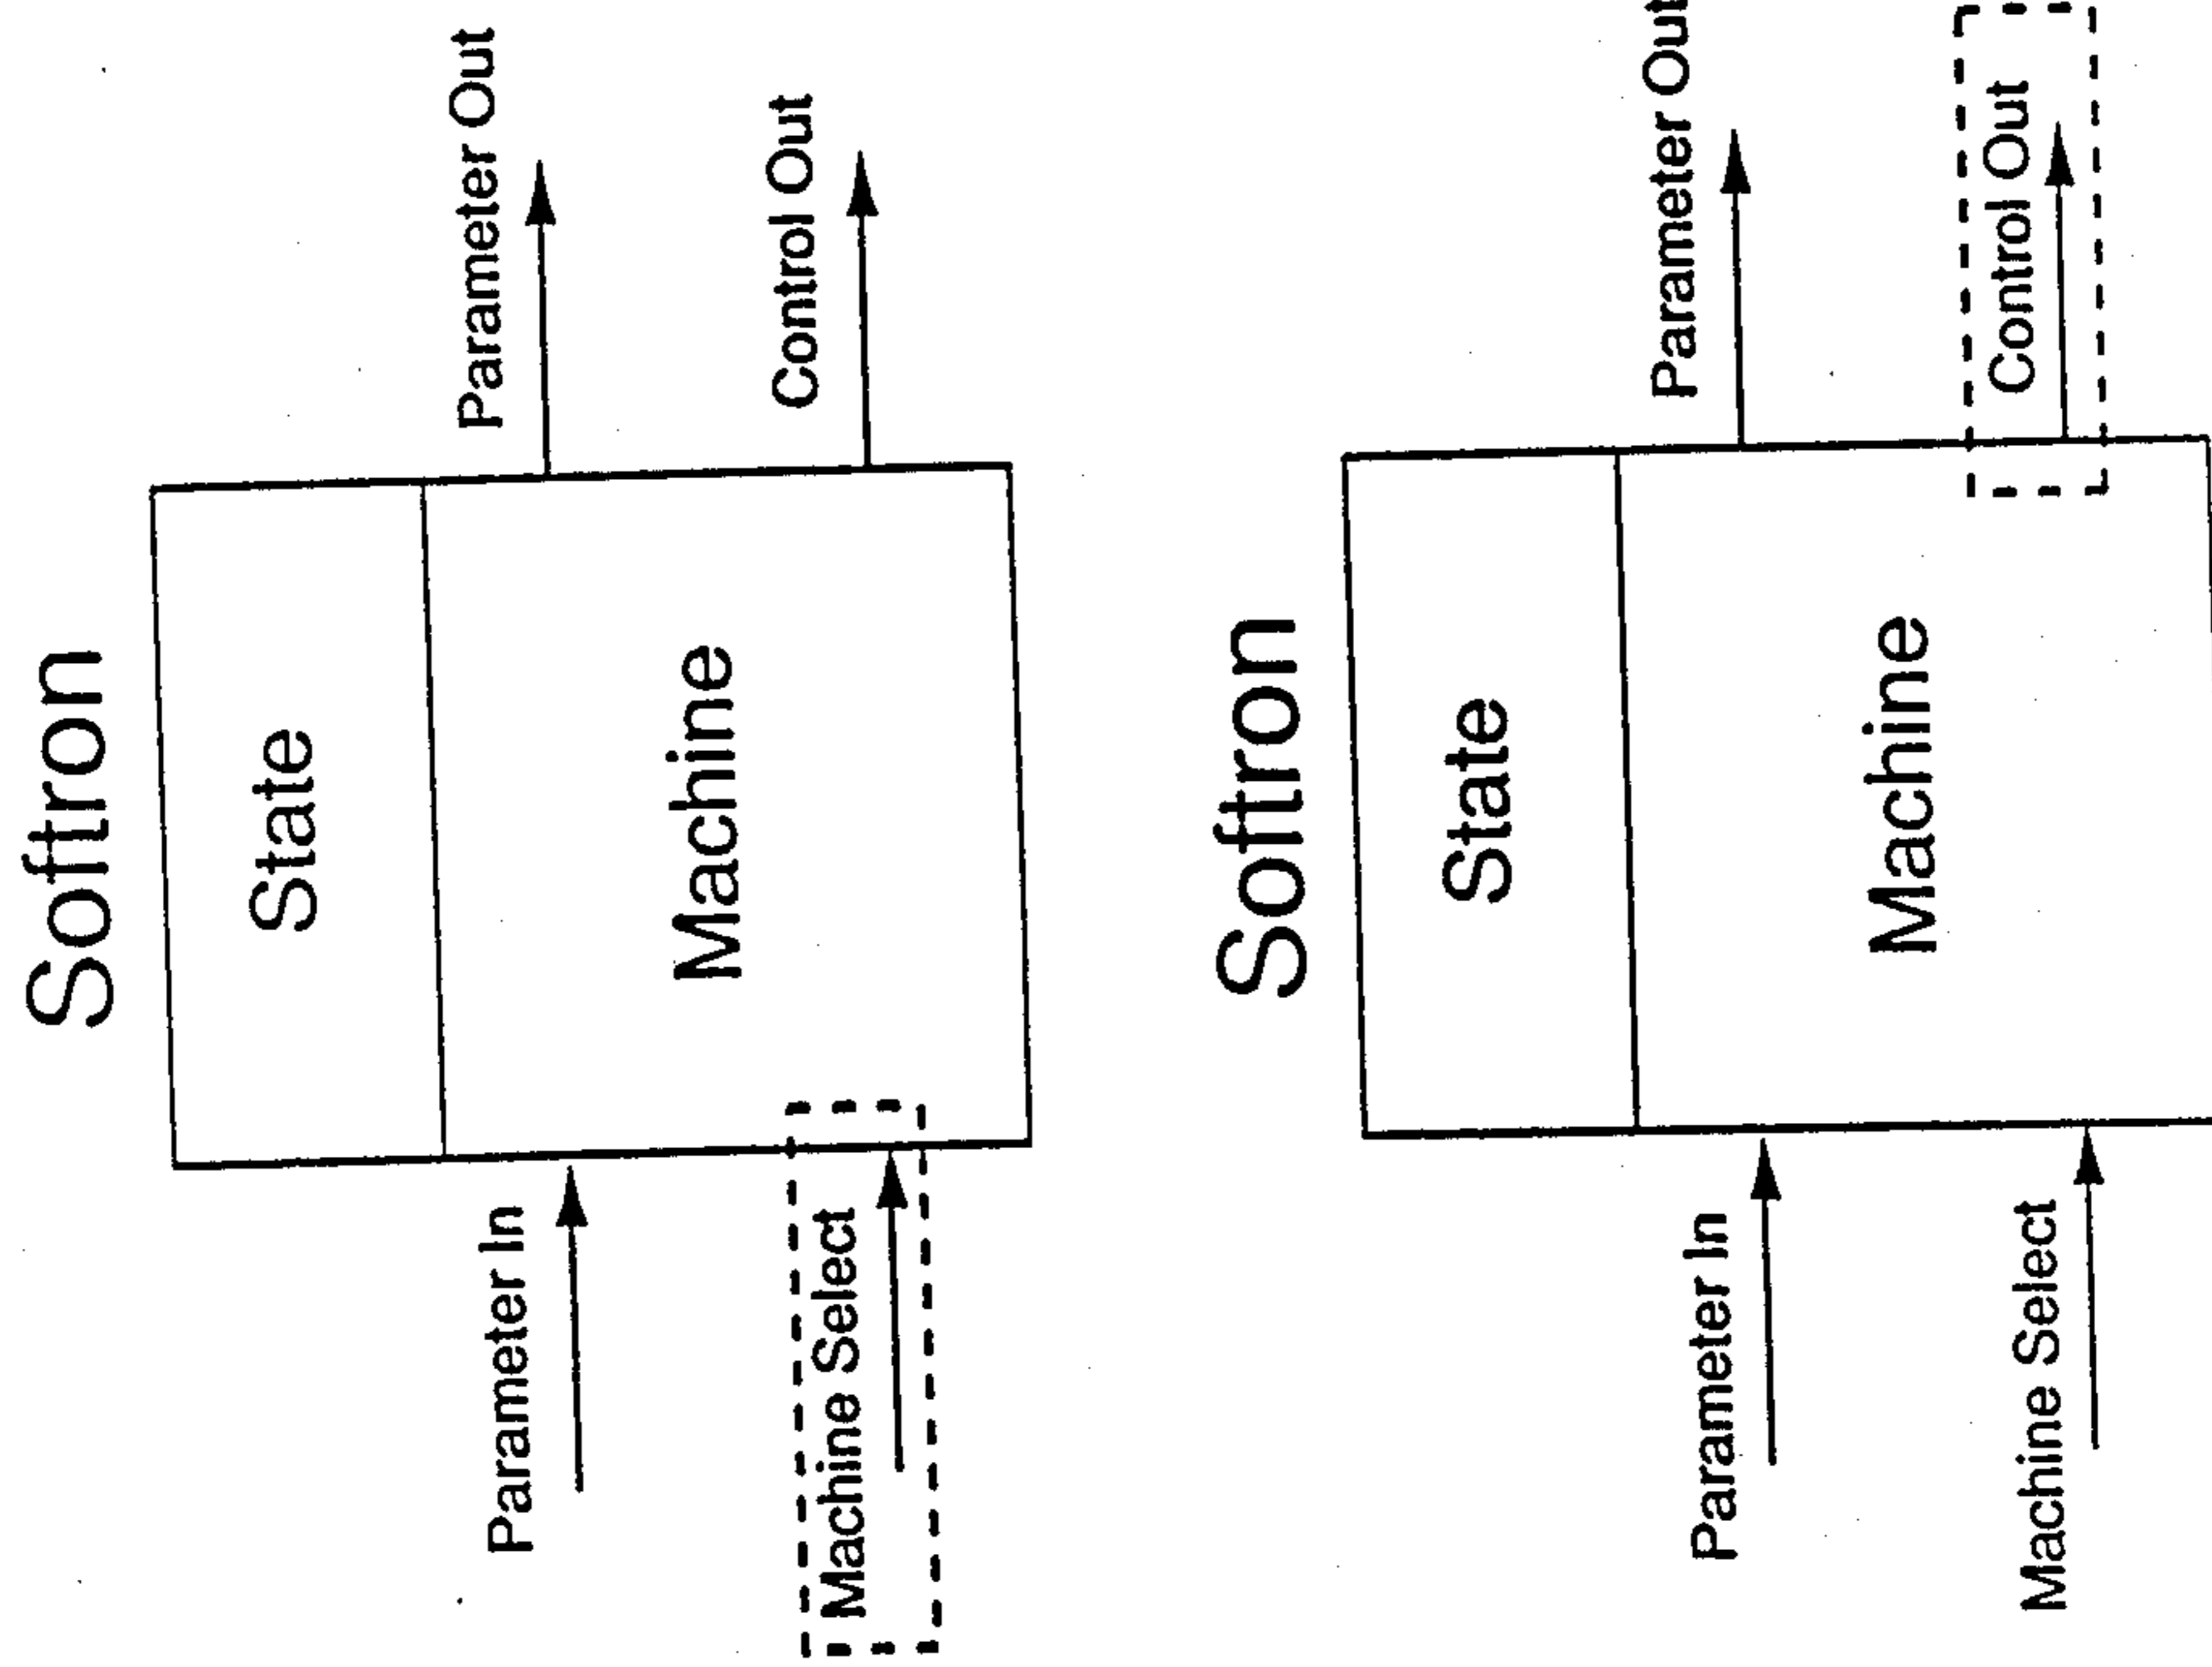 Softron
State
Parameter Out
Parameter In
Machine
Control Out
Machine Select
Softron
State
Parameter Out
Parameter In
Machine
Control Out
Machine Select